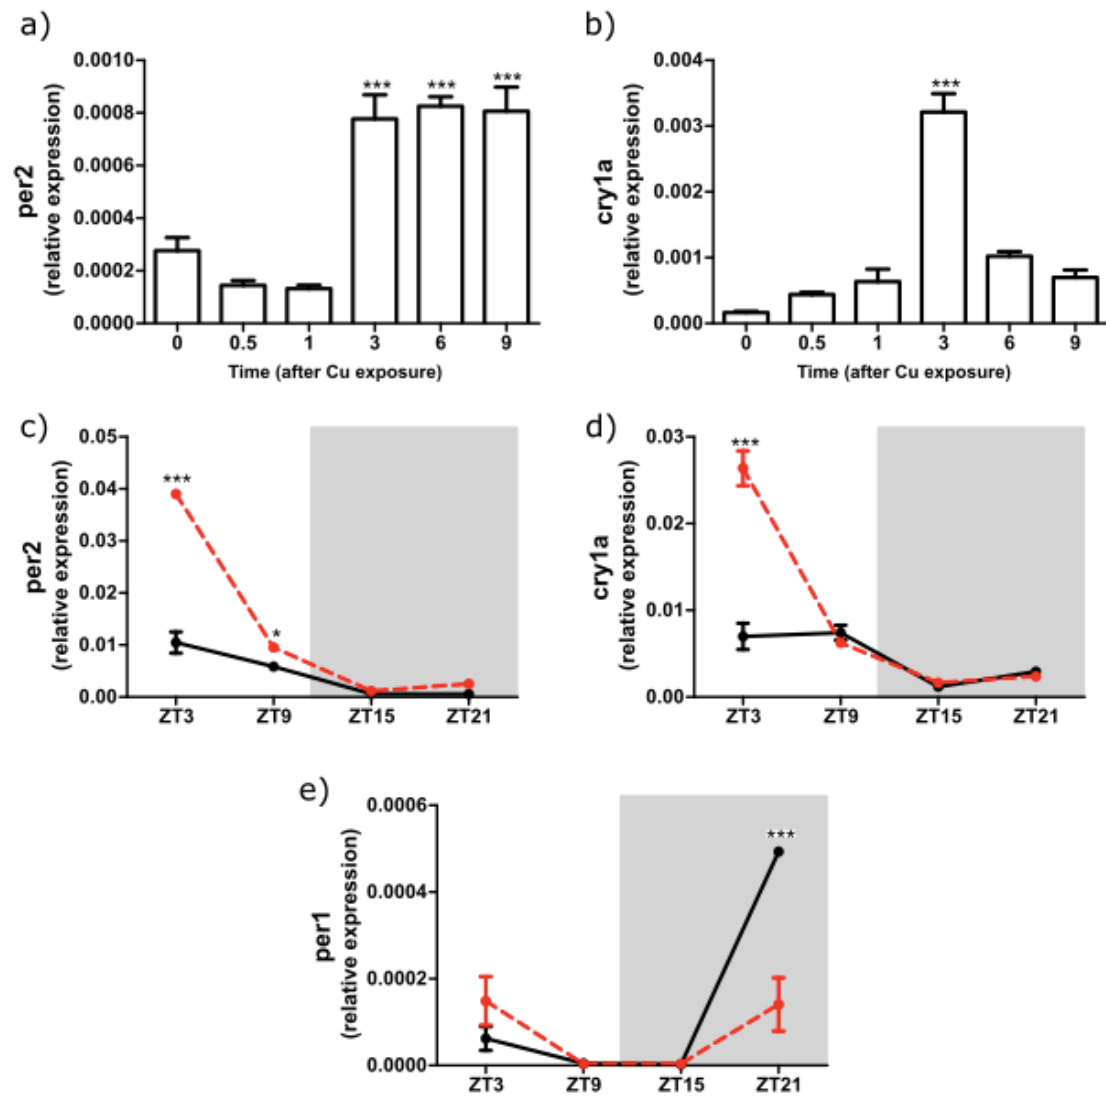 a)
per2
(relative expression)
0.0010
0.0008
0.0006
0.0004
0.0002
0.0000
*** *** ***
0 0.5 1 3 6 9
Time (after Cu exposure)
b)
cry1a
(relative expression)
0.004
0.003
0.002
0.001
0.000
***
0 0.5 1 3 6 9
Time (after Cu exposure)
c)
per2
(relative expression)
0.05
0.04
0.03
0.02
0.01
0.00
***
*
ZT3 ZT9 ZT15 ZT21
d)
cry1a
(relative expression)
0.03
0.02
0.01
0.00
***
ZT3 ZT9 ZT15 ZT21
e)
per1
(relative expression)
0.0006
0.0004
0.0002
0.0000
***
ZT3 ZT9 ZT15 ZT21